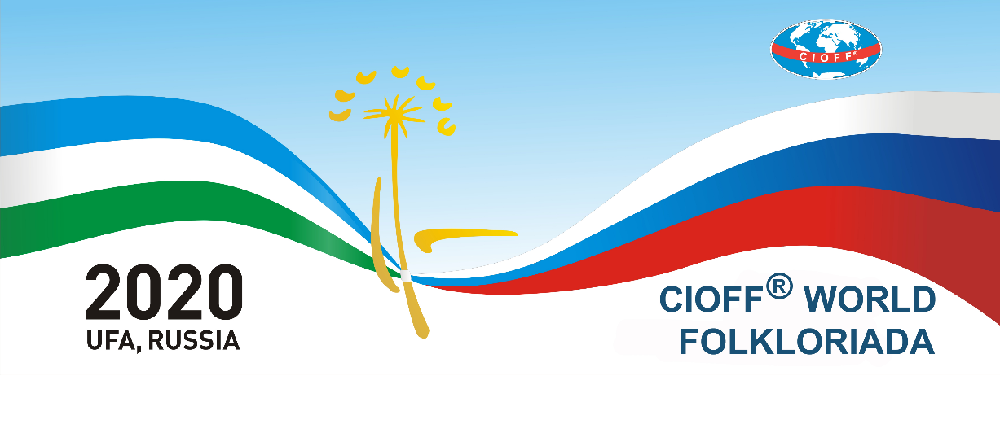 CIOFF®
2020
UFA, RUSSIA
CIOFF® WORLD
FOLKLORIADA